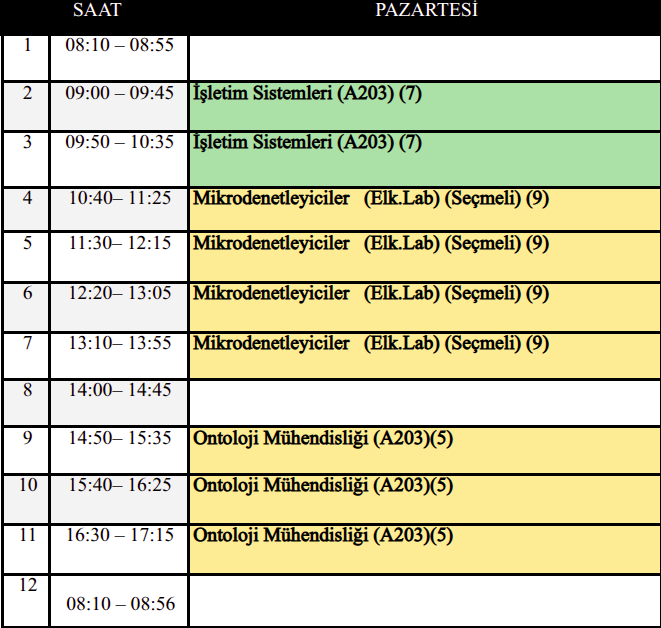 SAAT PAZARTESİ
1 08:10 – 08:55
2 09:00 – 09:45 İşletim Sistemleri (A203) (7)
3 09:50 – 10:35 İşletim Sistemleri (A203) (7)
4 10:40– 11:25 Mikrodenetleyiciler (Elk.Lab) (Seçmeli) (9)
5 11:30– 12:15 Mikrodenetleyiciler (Elk.Lab) (Seçmeli) (9)
6 12:20– 13:05 Mikrodenetleyiciler (Elk.Lab) (Seçmeli) (9)
7 13:10– 13:55 Mikrodenetleyiciler (Elk.Lab) (Seçmeli) (9)
8 14:00– 14:45
9 14:50– 15:35 Ontoloji Mühendisliği (A203)(5)
10 15:40– 16:25 Ontoloji Mühendisliği (A203)(5)
11 16:30 – 17:15 Ontoloji Mühendisliği (A203)(5)
12
08:10 – 08:56